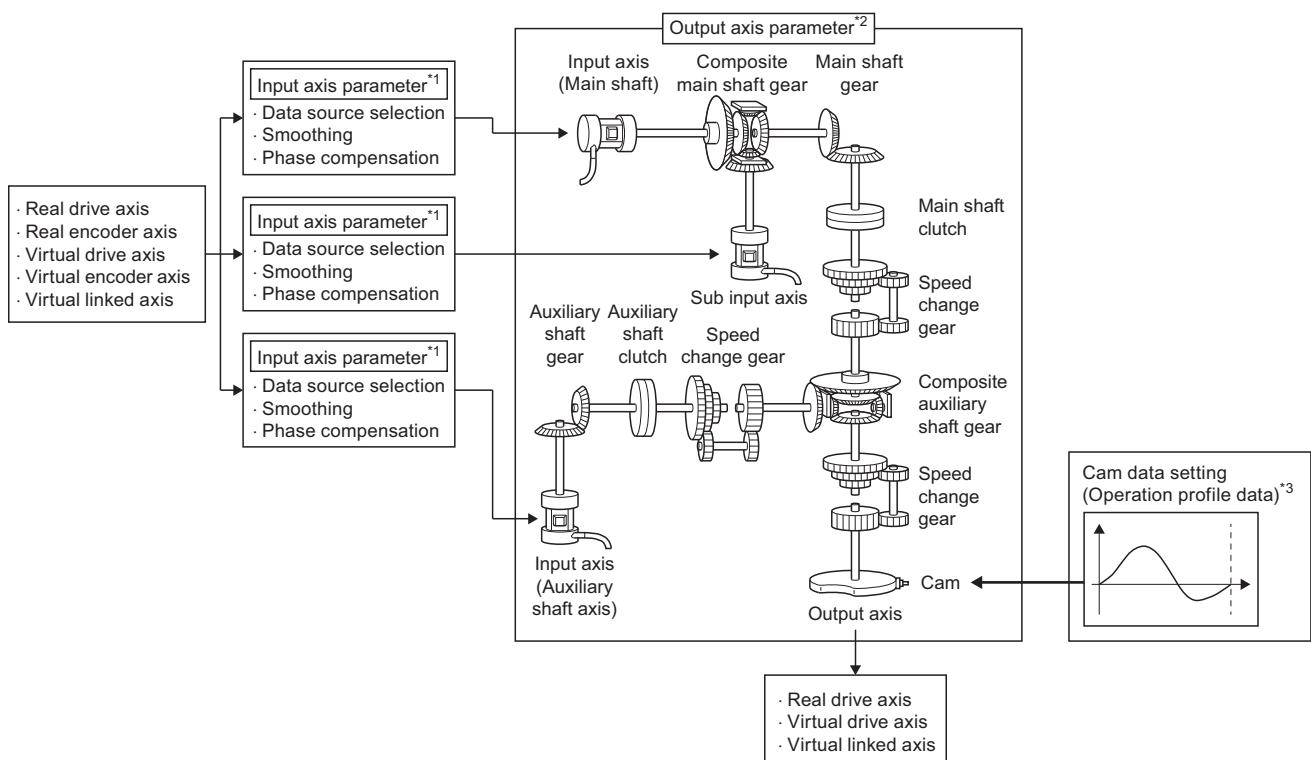 Output axis parameter*2
Input axis
(Main shaft)
Composite
main shaft gear
Main shaft
gear
Input axis parameter*1
· Data source selection
· Smoothing
· Phase compensation
· Real drive axis
· Real encoder axis
· Virtual drive axis
· Virtual encoder axis
· Virtual linked axis
Input axis parameter*1
· Data source selection
· Smoothing
· Phase compensation
Main shaft
clutch
Sub input axis
Speed
change
gear
Auxiliary
shaft
gear
Auxiliary
shaft
clutch
Speed
change gear
Input axis parameter*1
· Data source selection
· Smoothing
· Phase compensation
Composite
auxiliary
shaft gear
Speed
change
gear
Cam data setting
(Operation profile data)*3
Input axis
(Auxiliary
shaft axis)
Cam
Output axis
· Real drive axis
· Virtual drive axis
· Virtual linked axis